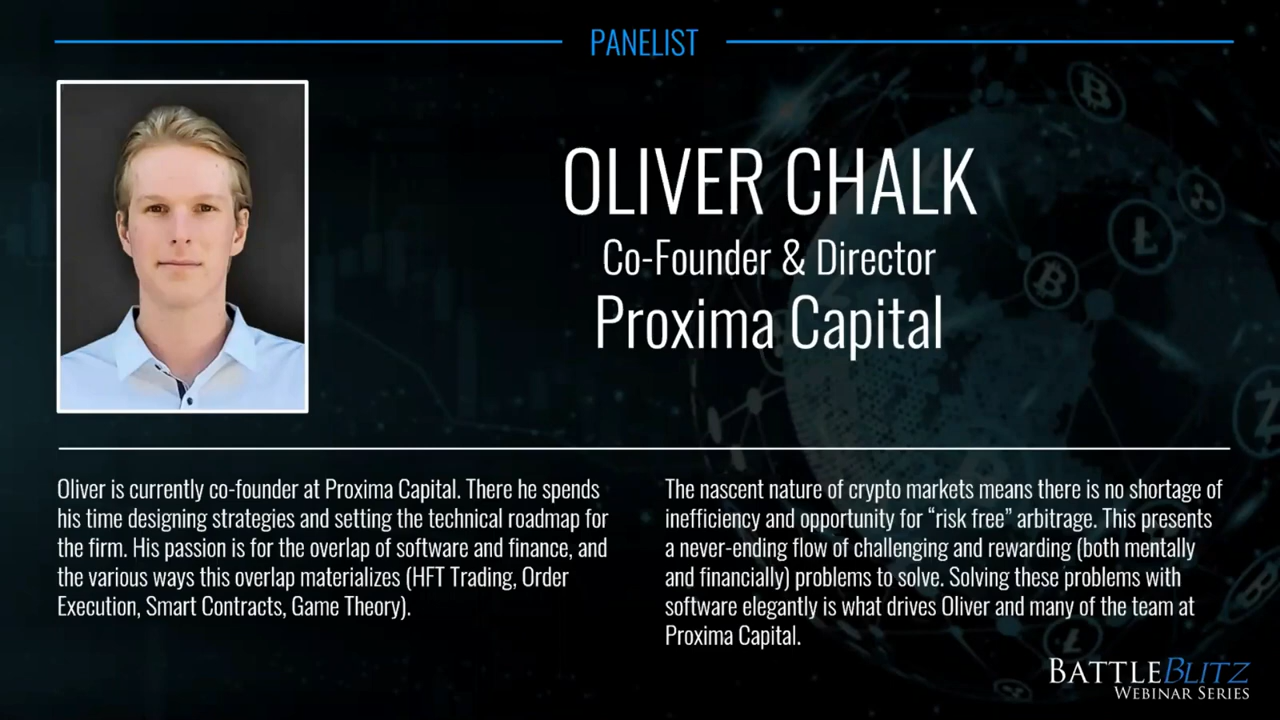 PANELIST
OLIVER CHALK
Co-Founder & Director
Proxima Capital
Oliver is currently co-founder at Proxima Capital. There he spends
his time designing strategies and setting the technical roadmap for
the firm. His passion is for the overlap of software and finance, and
the various ways this overlap materializes (HFT Trading, Order
Execution, Smart Contracts, Game Theory).
The nascent nature of crypto markets means there is no shortage of
inefficiency and opportunity for “risk free” arbitrage. This presents
a never-ending flow of challenging and rewarding (both mentally
and financially) problems to solve. Solving these problems with
software elegantly is what drives Oliver and many of the team at
Proxima Capital.
BATTLEBLITZ
WEBINAR SERIES